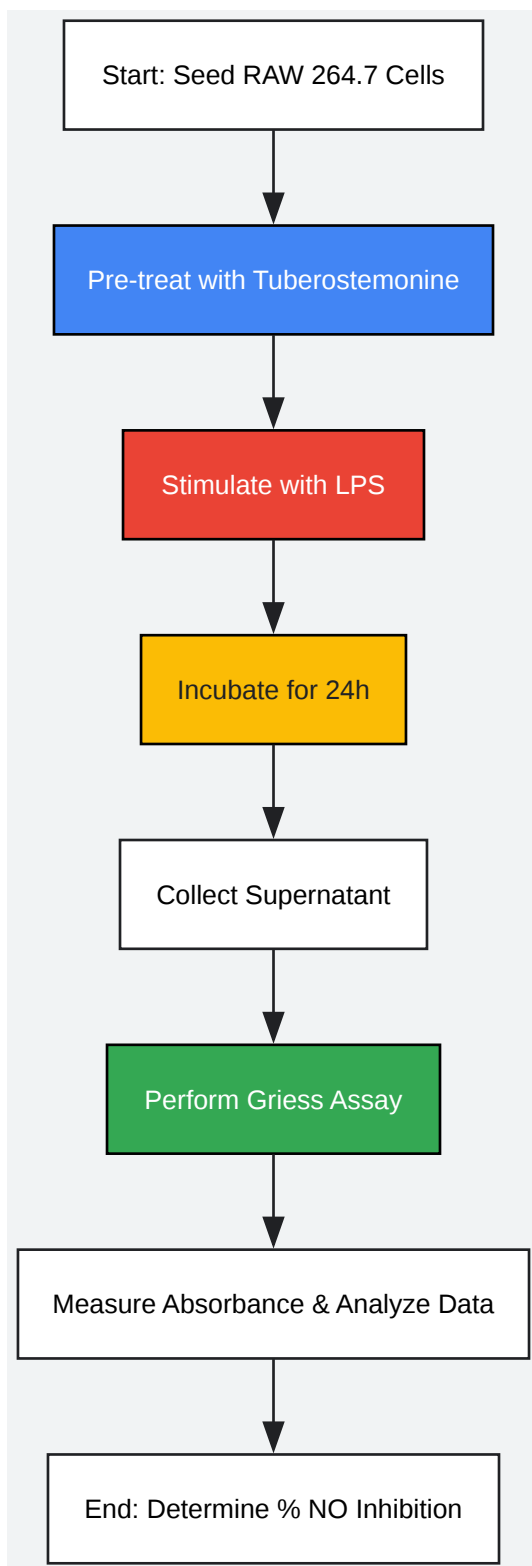 Start: Seed RAW 264.7 Cells
Pre-treat with Tuberostemonine
Stimulate with LPS
Incubate for 24h
Collect Supernatant
Perform Griess Assay
Measure Absorbance & Analyze Data
End: Determine % NO Inhibition